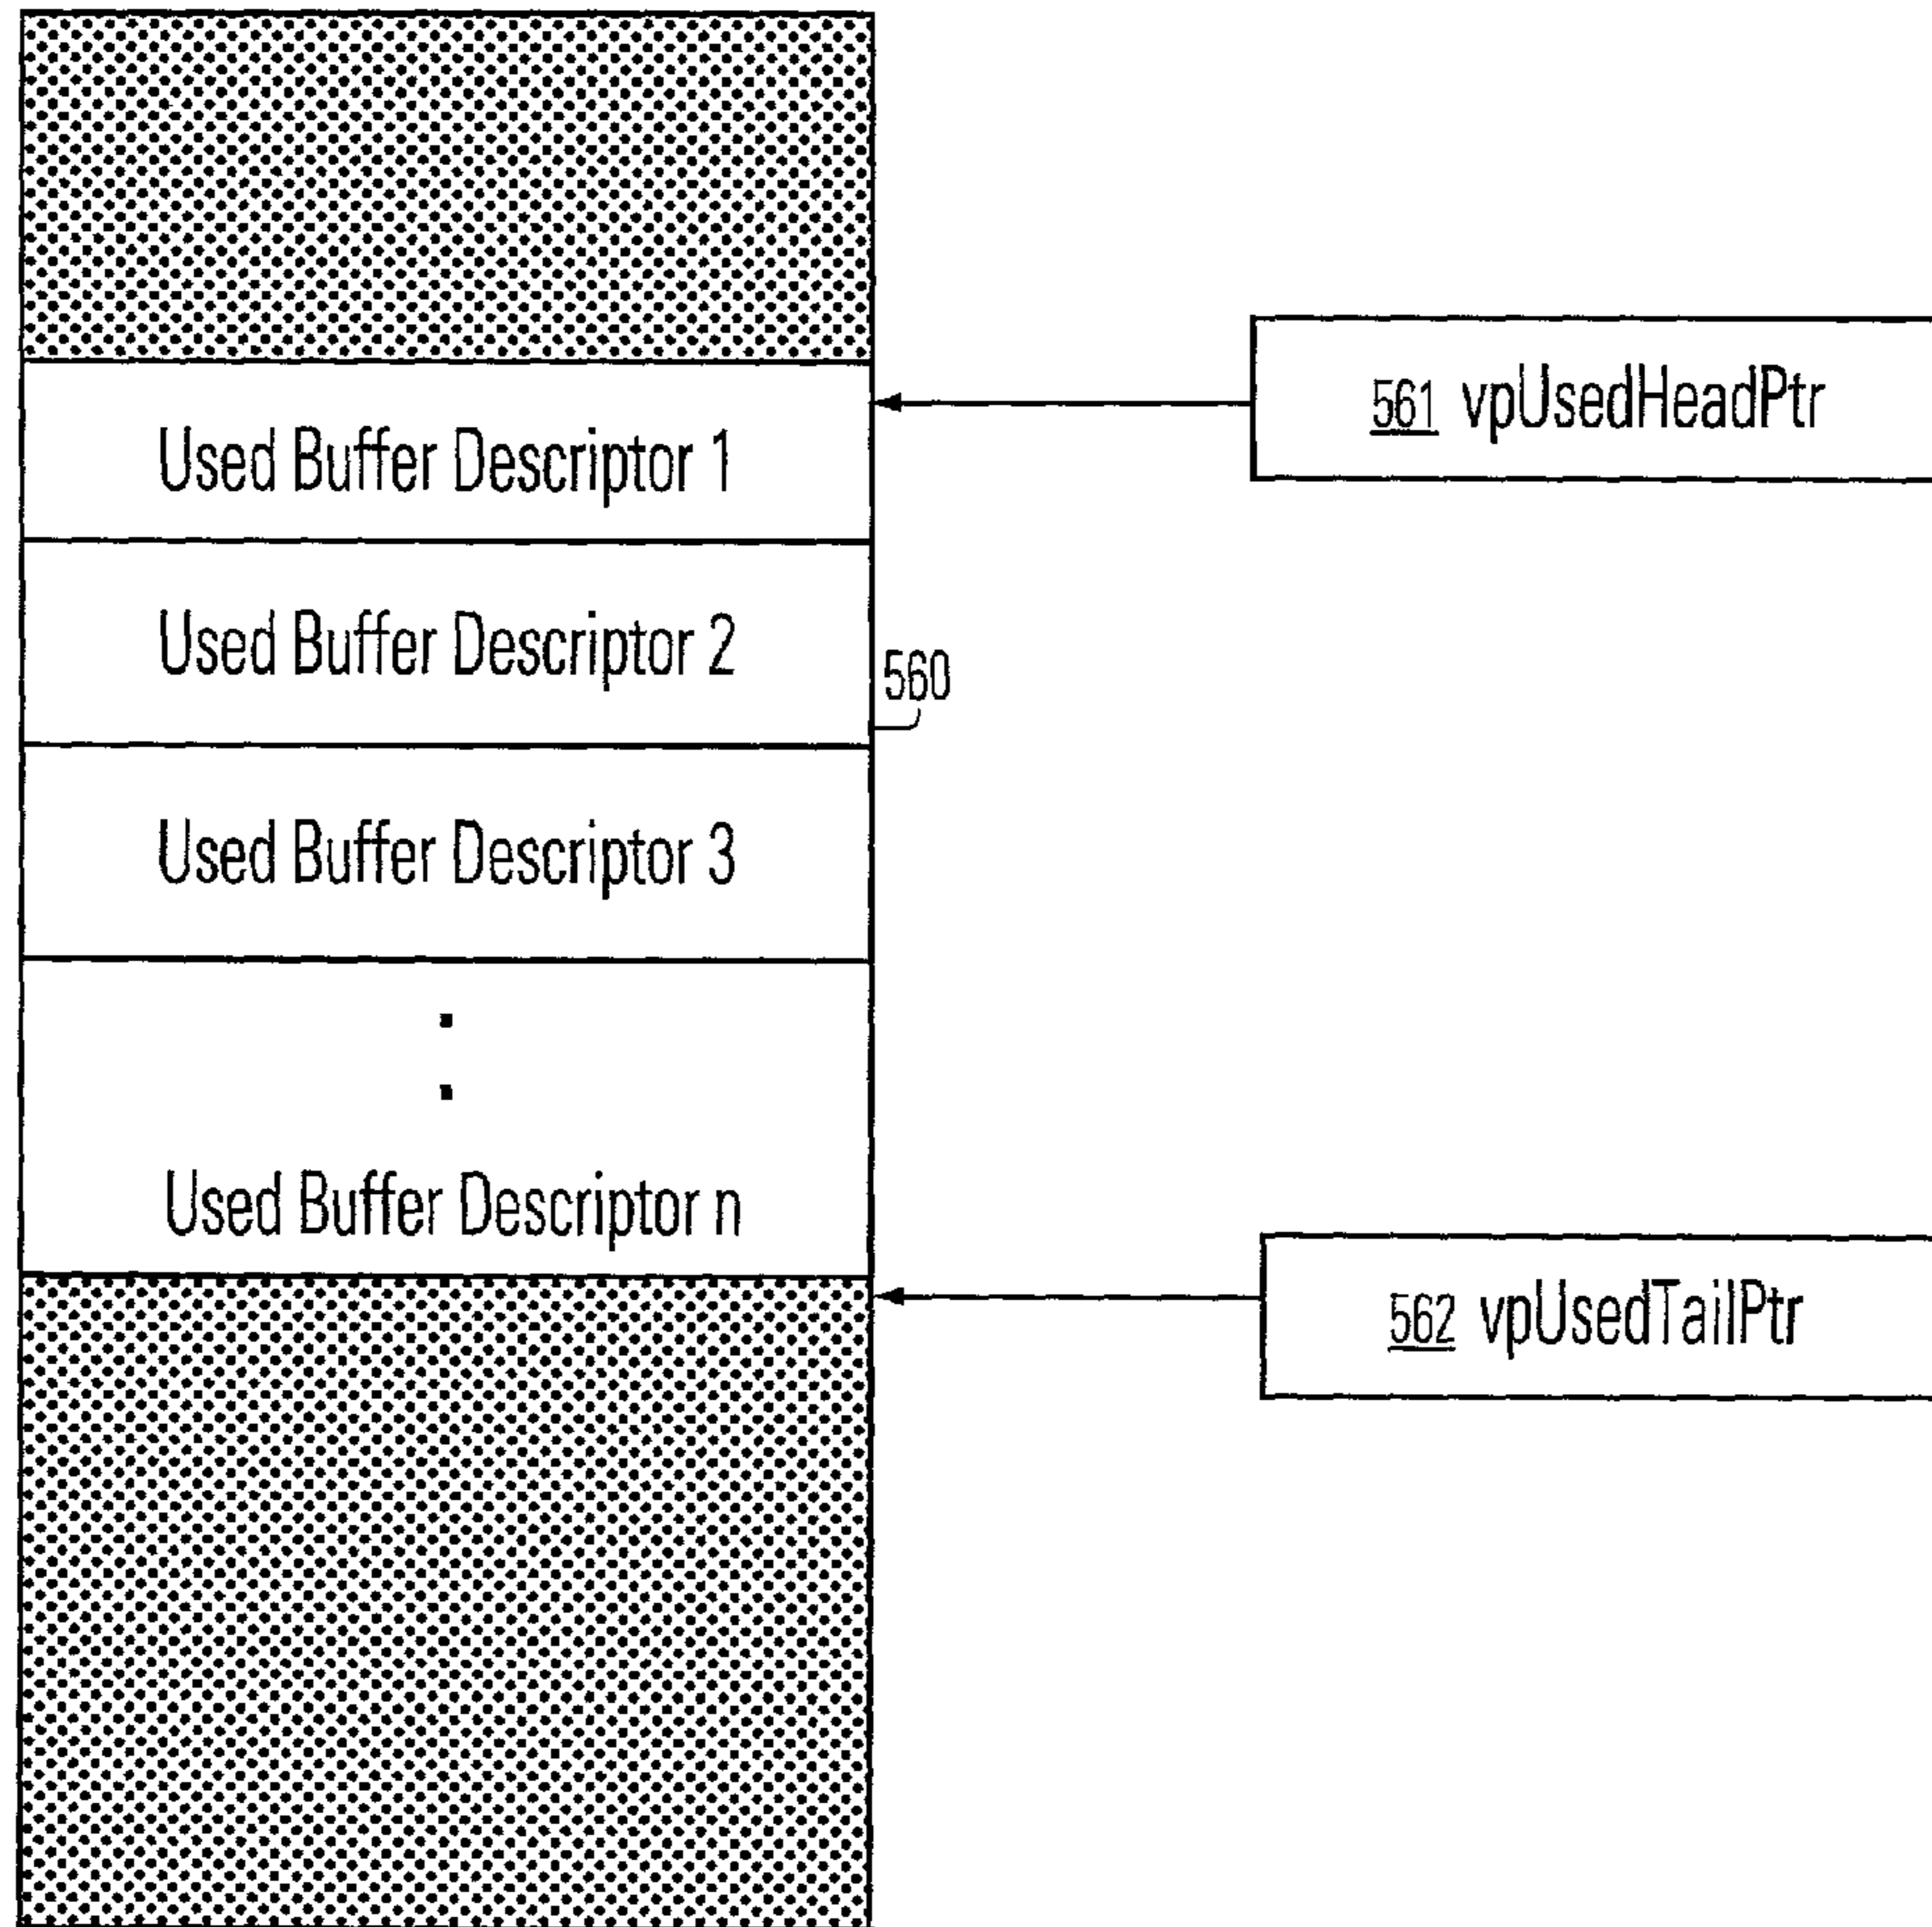 561 vpUsedHeadPtr
Used Buffer Descriptor 1
Used Buffer Descriptor 2
560
Used Buffer Descriptor 3
:
Used Buffer Descriptor n
562 vpUsedTailPtr